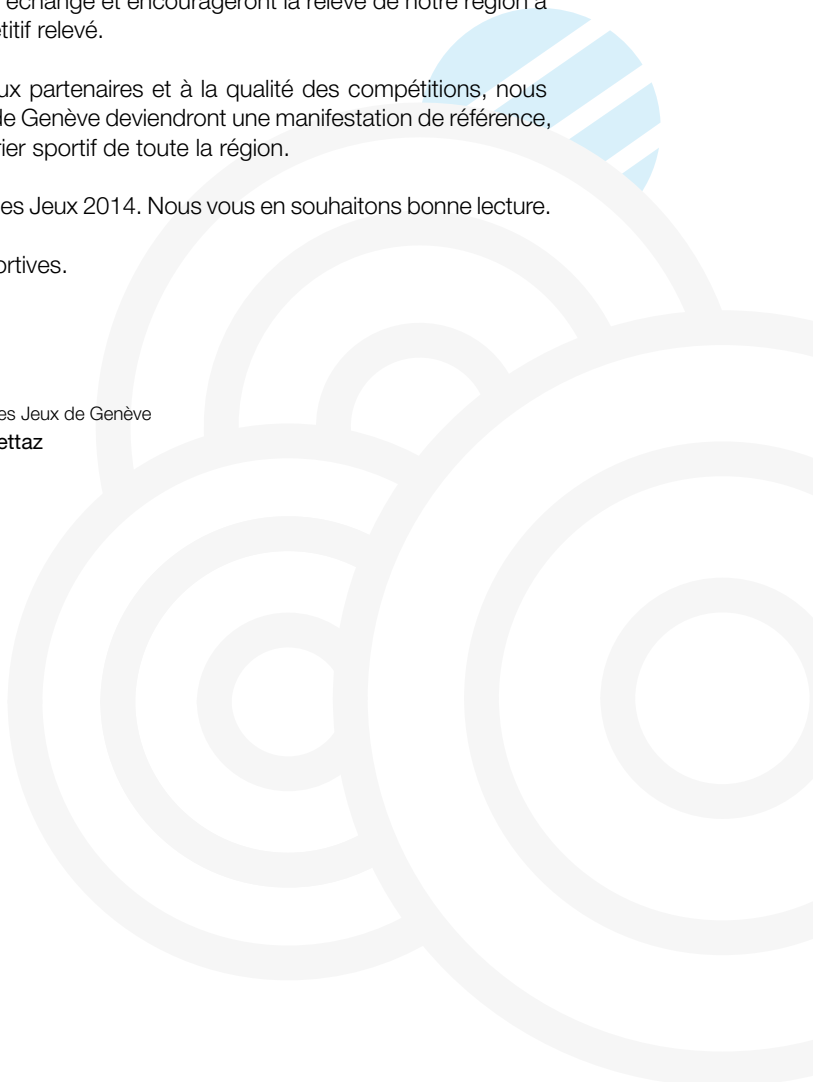 échange et encourageront la relève de notre région à
étitif relevé.
ux partenaires et à la qualité des compétitions, nous
de Genève deviendront une manifestation de référence,
rier sportif de toute la région.
es Jeux 2014. Nous vous en souhaitons bonne lecture.
ortives.
es Jeux de Genève
ettaz